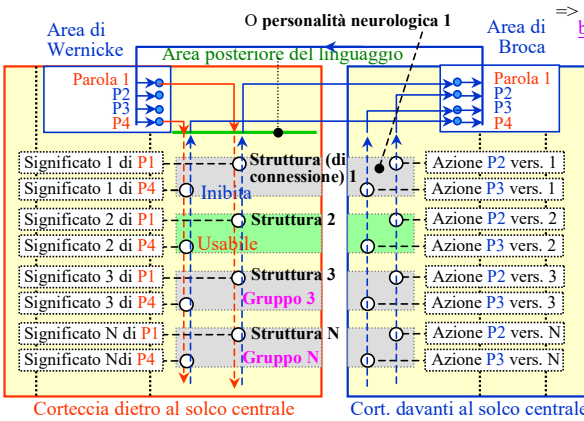 =>
b
O personalità neurologica 1
Area di
Wernicke
Area di
Broca
Area posteriore del linguaggio
Parola 1
P2
P3
P4
Parola 1
P2
P3
P4
Significato 1 di P1
Struttura (di
connessione) 1
Azione P2 vers. 1
Significato 1 di P4
Inibita
Azione P3 vers. 1
Significato 2 di P1
Struttura 2
Azione P2 vers. 2
Significato 2 di P4
Usabile
Azione P3 vers. 2
Significato 3 di P1
Struttura 3
Azione P2 vers. 3
Significato 3 di P4
Gruppo 3
Azione P3 vers. 3
Significato N di P1
Struttura N
Azione P2 vers. N
Significato Ndi P4
Gruppo N
Azione P3 vers. N
Corteccia dietro al solco centrale
Cort. davanti al solco centrale